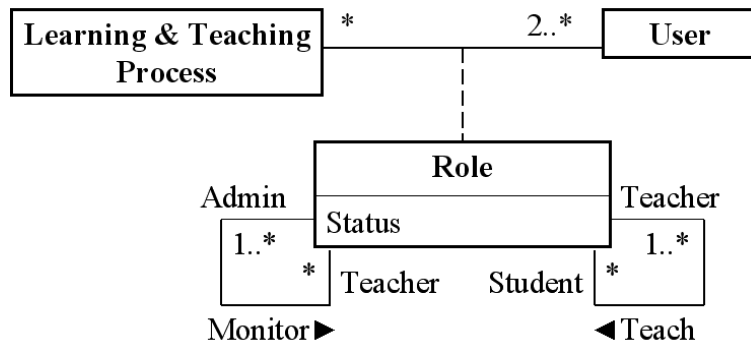 Learning & Teaching
Process
*
2..*
User
Role
Status
Admin
1..*
*
Teacher
Monitor►
Teacher
1..*
*
Student
◄Teach